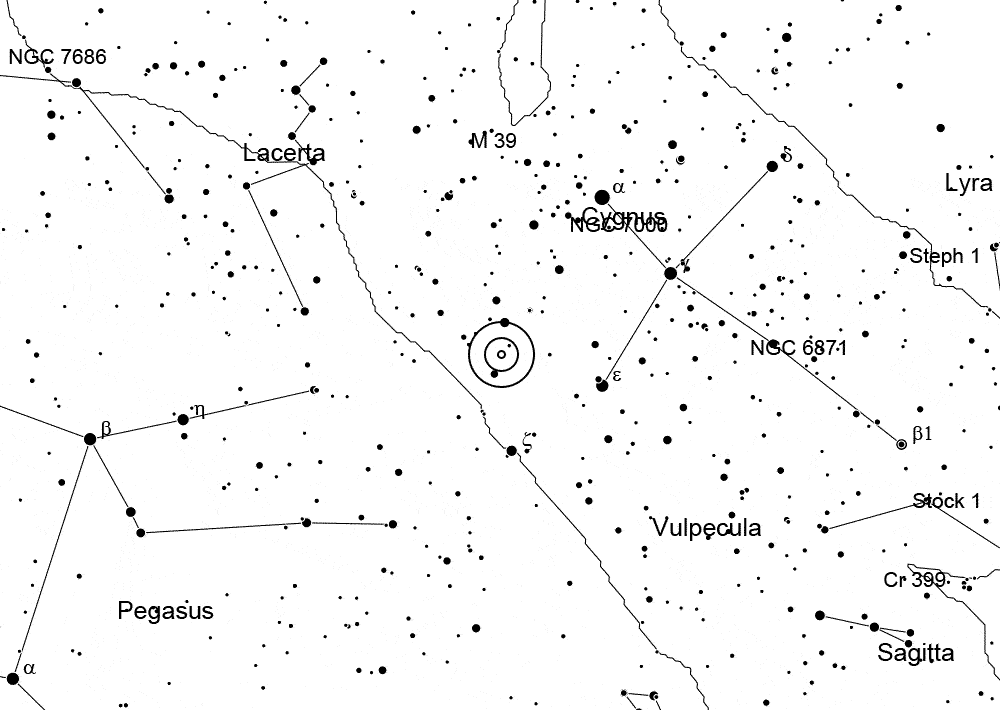 NGC 7686
M 39
Lacerta
δ
α
Lyra
Cygnus
NGC 7000
γ
Steph 1
NGC 6871
ε
η
β
β1
ζ
Stock 1
Vulpecula
Cr 399
Pegasus
Sagitta
α